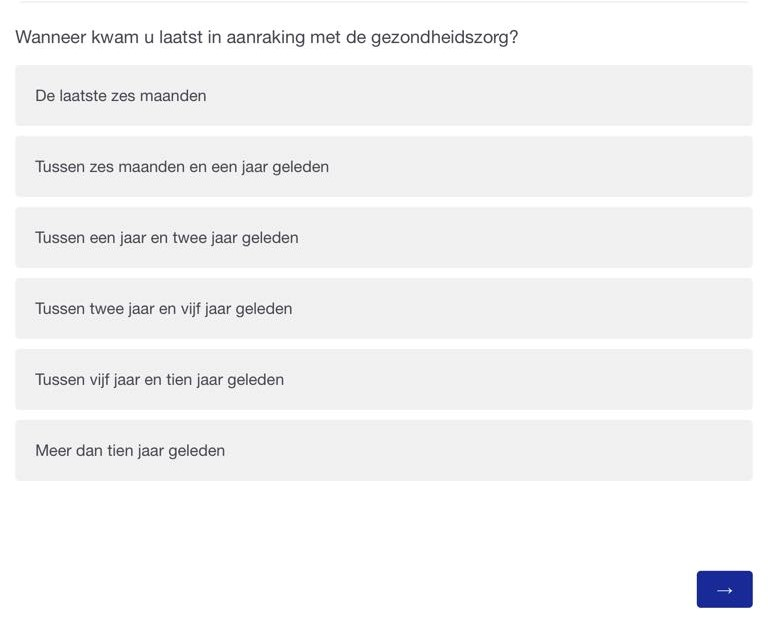 Wanneer kwam u laatst in aanraking met de gezondheidszorg?
De laatste zes maanden
Tussen zes maanden en een jaar geleden
Tussen een jaar en twee jaar geleden
Tussen twee jaar en vijf jaar geleden
Tussen vijf jaar en tien jaar geleden
Meer dan tien jaar geleden
→